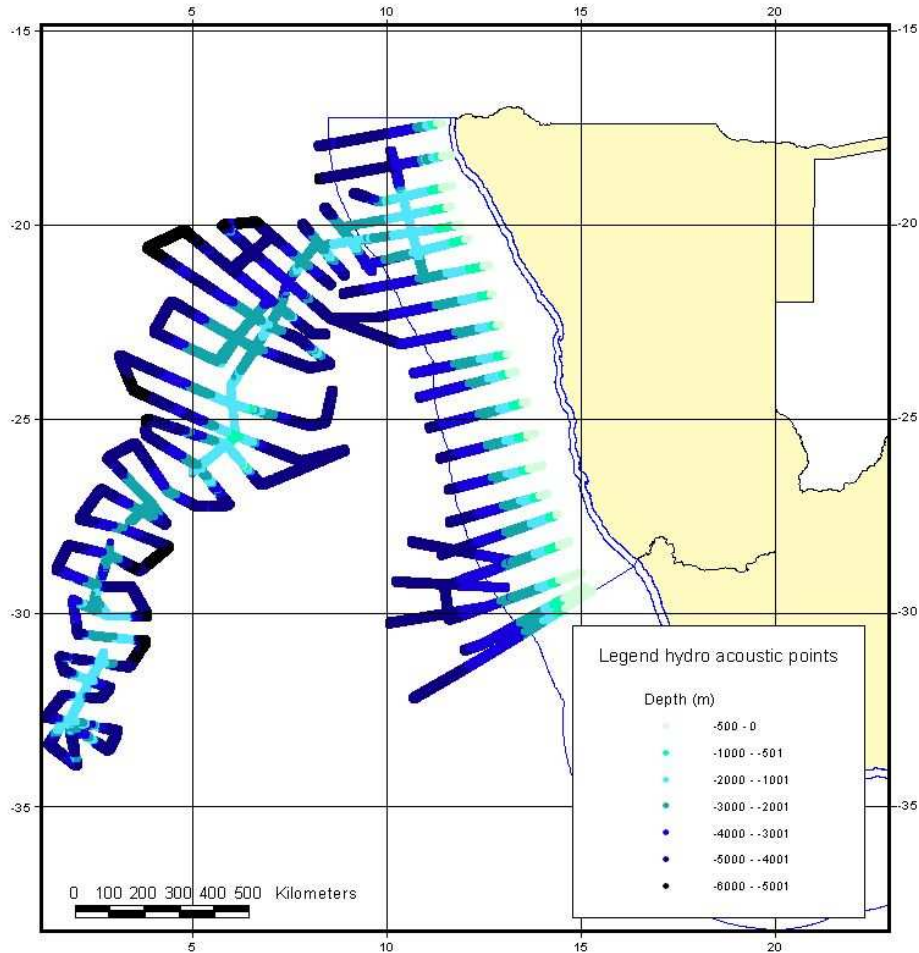 5 10 15 20
-15 -15
-20 -20
-25 -25
-30 -30
-35 -35
Legend hydro acoustic points
Depth (m)
-500 - 0
-1000 - -501
-2000 - -1001
-3000 - -2001
-4000 - -3001
-5000 - -4001
-6000 - -5001
0 100 200 300 400 500 Kilometers
5 10 15 20